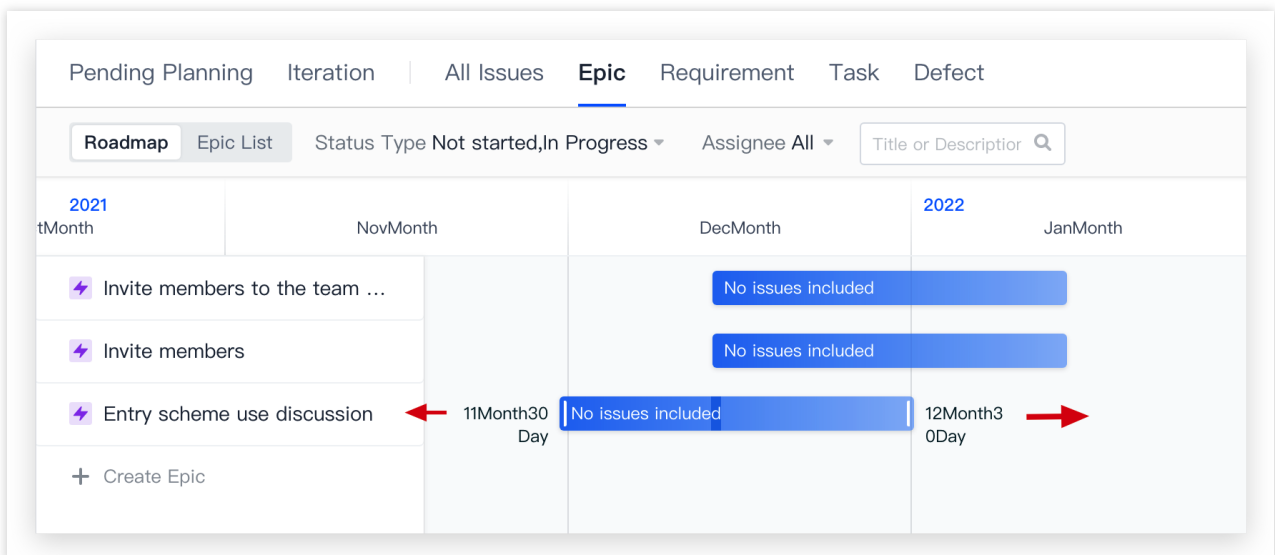 Pending Planning Iteration All Issues Epic Requirement Task Defect
Roadmap Epic List Status Type Not started,In Progress Assignee All Title or Description
2021 2022
tMonth NovMonth DecMonth JanMonth
Invite members to the team ... No issues included
Invite members No issues included
Entry scheme use discussion 11Month30 No issues included 12Month3
Day 0Day
Create Epic